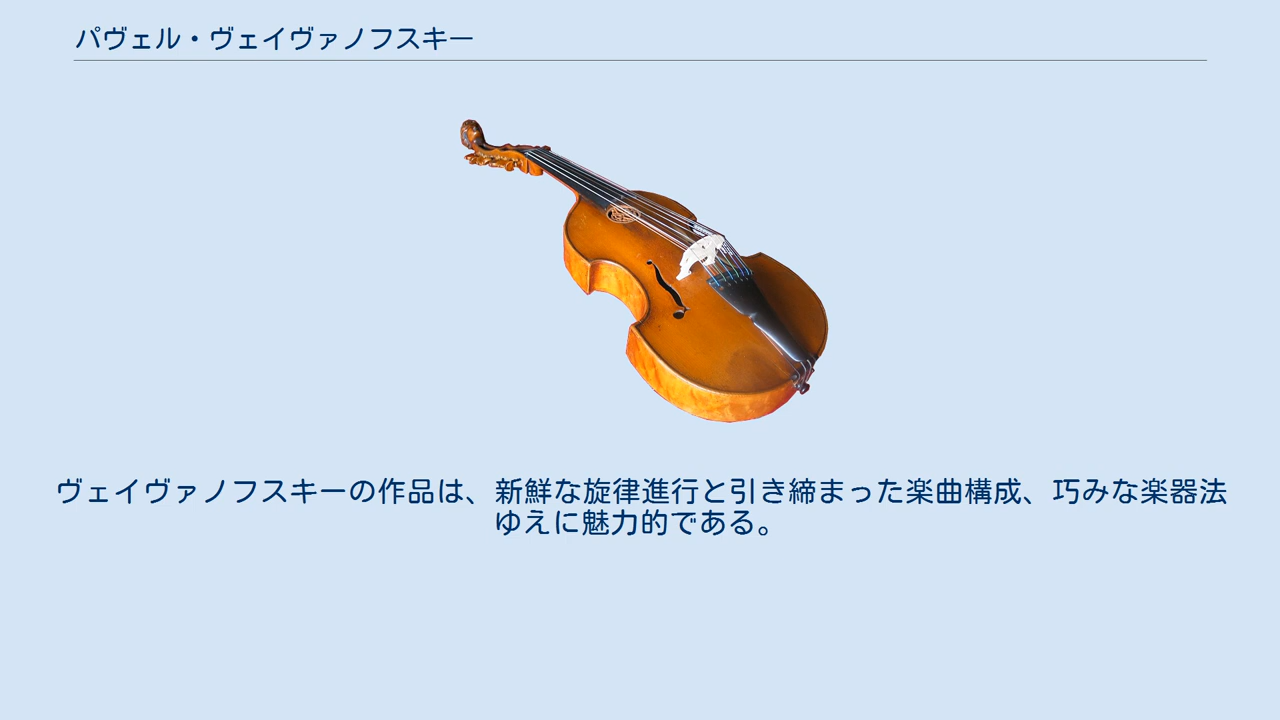 パヴェル・ヴェイヴァノフスキー
ヴェイヴァノフスキーの作品は、新鮮な旋律進行と引き締まった楽曲構成、巧みな楽器法
ゆえに魅力的である。